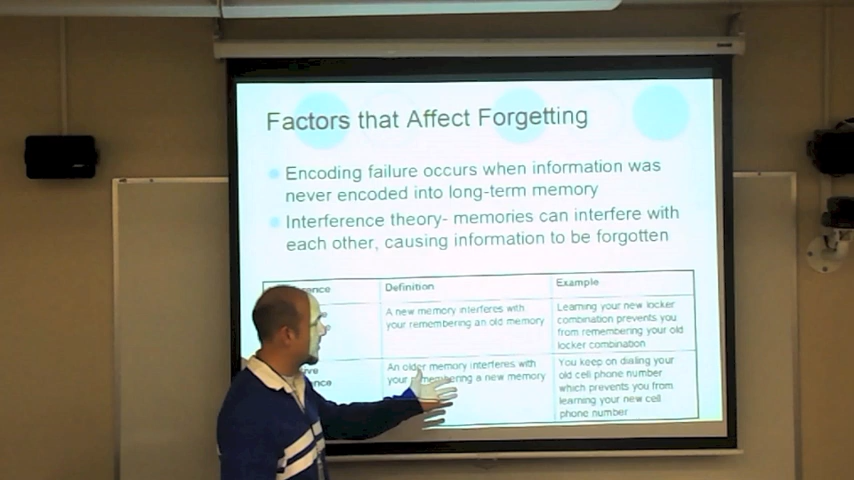 Factors that Affect Forgetting
Encoding failure occurs when information was
never encoded into long-term memory
Interference theory- memories can interfere with
each other, causing information to be forgotten
Definition
Example
A new memory interferes with
your remembering an old memory
Learning your new locker
combination prevents you
from remembering your old
locker combination
An older memory interferes with
your remembering a new memory
You keep on dialing your
old cell phone number
which prevents you from
learning your new cell
phone number